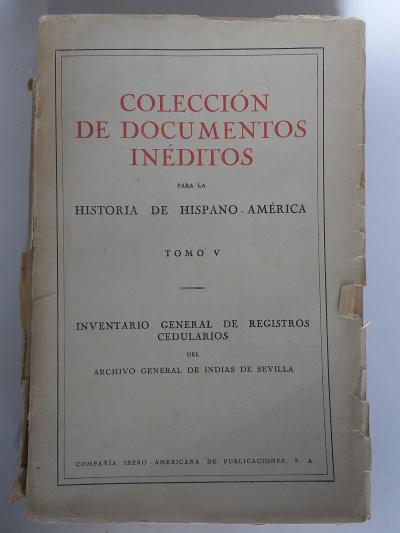 COLECCIÓN
DE DOCUMENTOS
INÉDITOS
PARA LA
HISTORIA DE HISPANO-AMÉRICA
TOMO V
INVENTARIO GENERAL DE REGISTROS
CEDULARIOS
DEL
ARCHIVO GENERAL DE INDIAS DE SEVILLA
COMPAÑÍA IBERO-AMERICANA DE PUBLICACIONES, S. A.